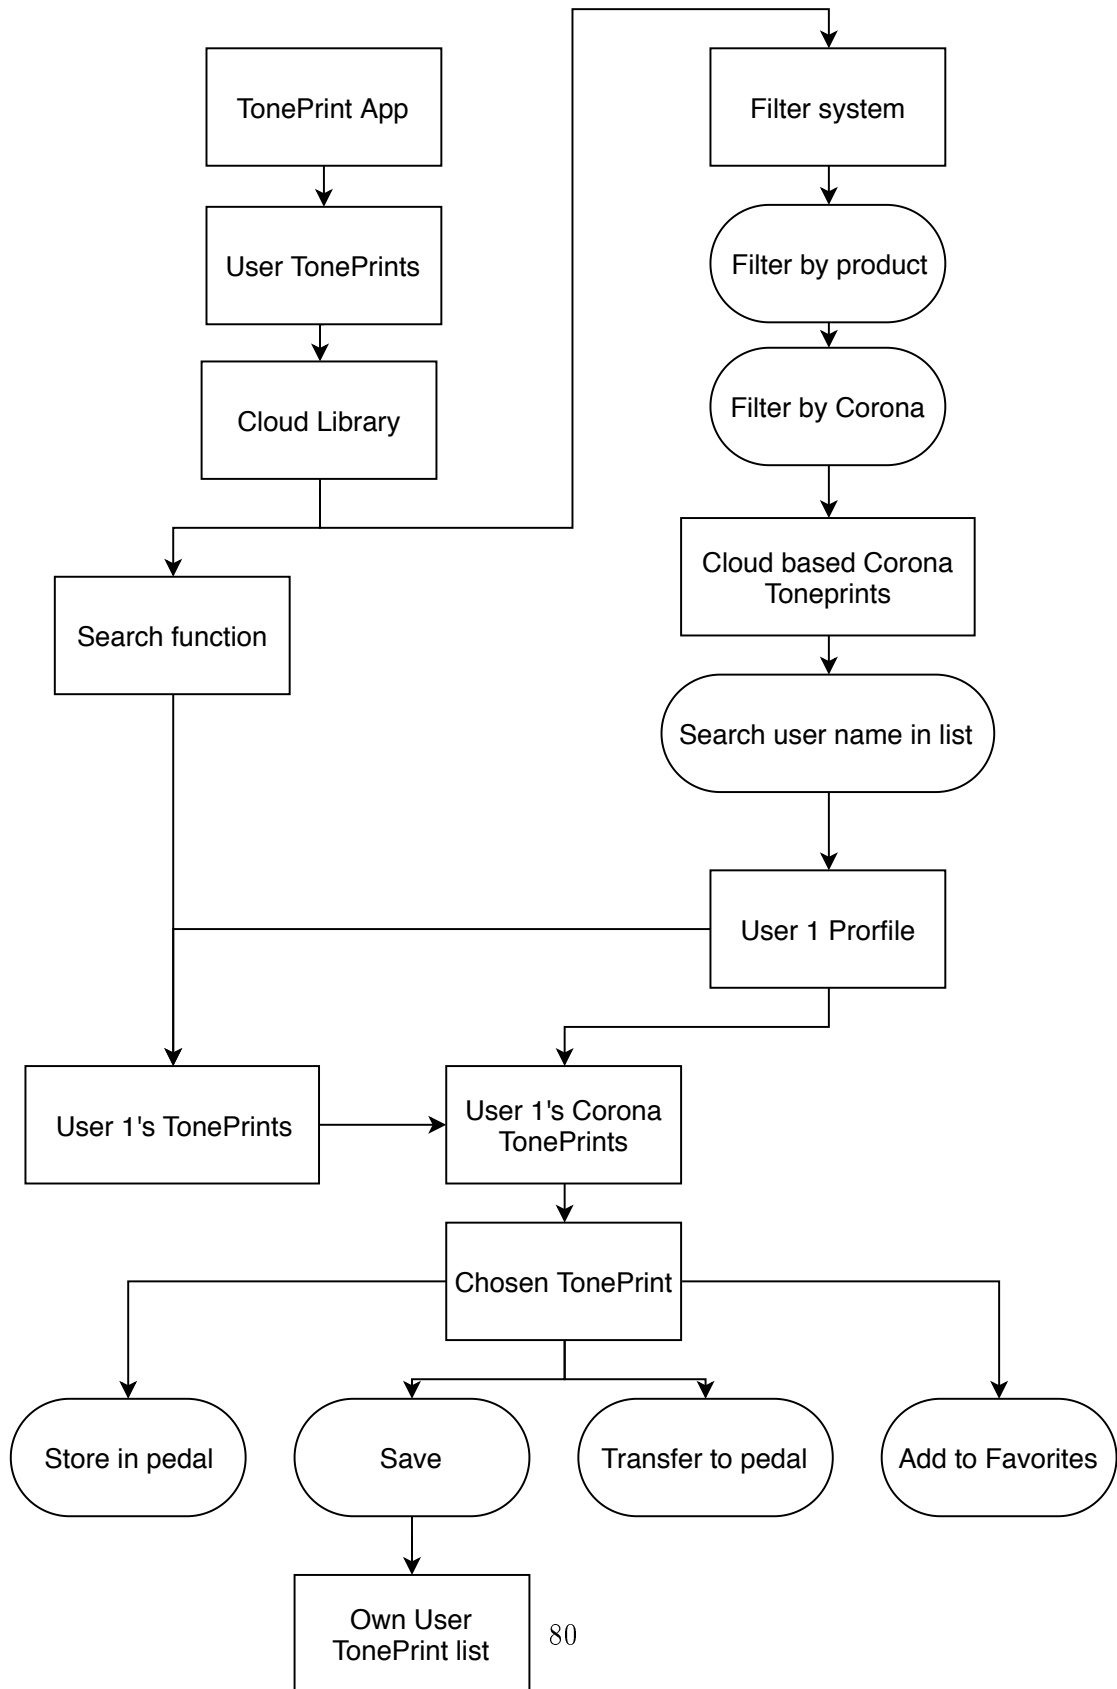 TonePrint App
User TonePrints
Cloud Library
Search function
Filter system
Filter by product
Filter by Corona
Cloud based Corona
Toneprints
Search user name in list
User 1 Prorfile
User 1's TonePrints
User 1's Corona
TonePrints
Chosen TonePrint
Store in pedal
Save
Transfer to pedal
Add to Favorites
Own User
TonePrint list
80